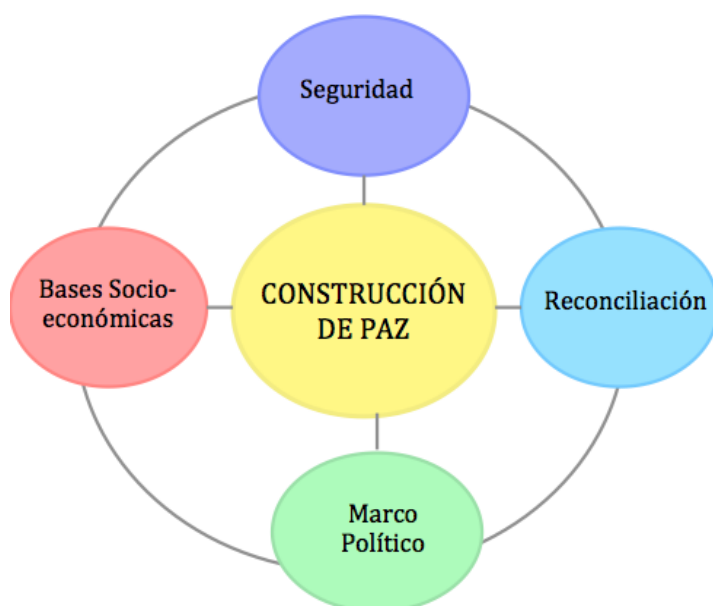 Seguridad
Bases Socio-
económicas
CONSTRUCCIÓN
DE PAZ
Reconciliación
Marco
Político